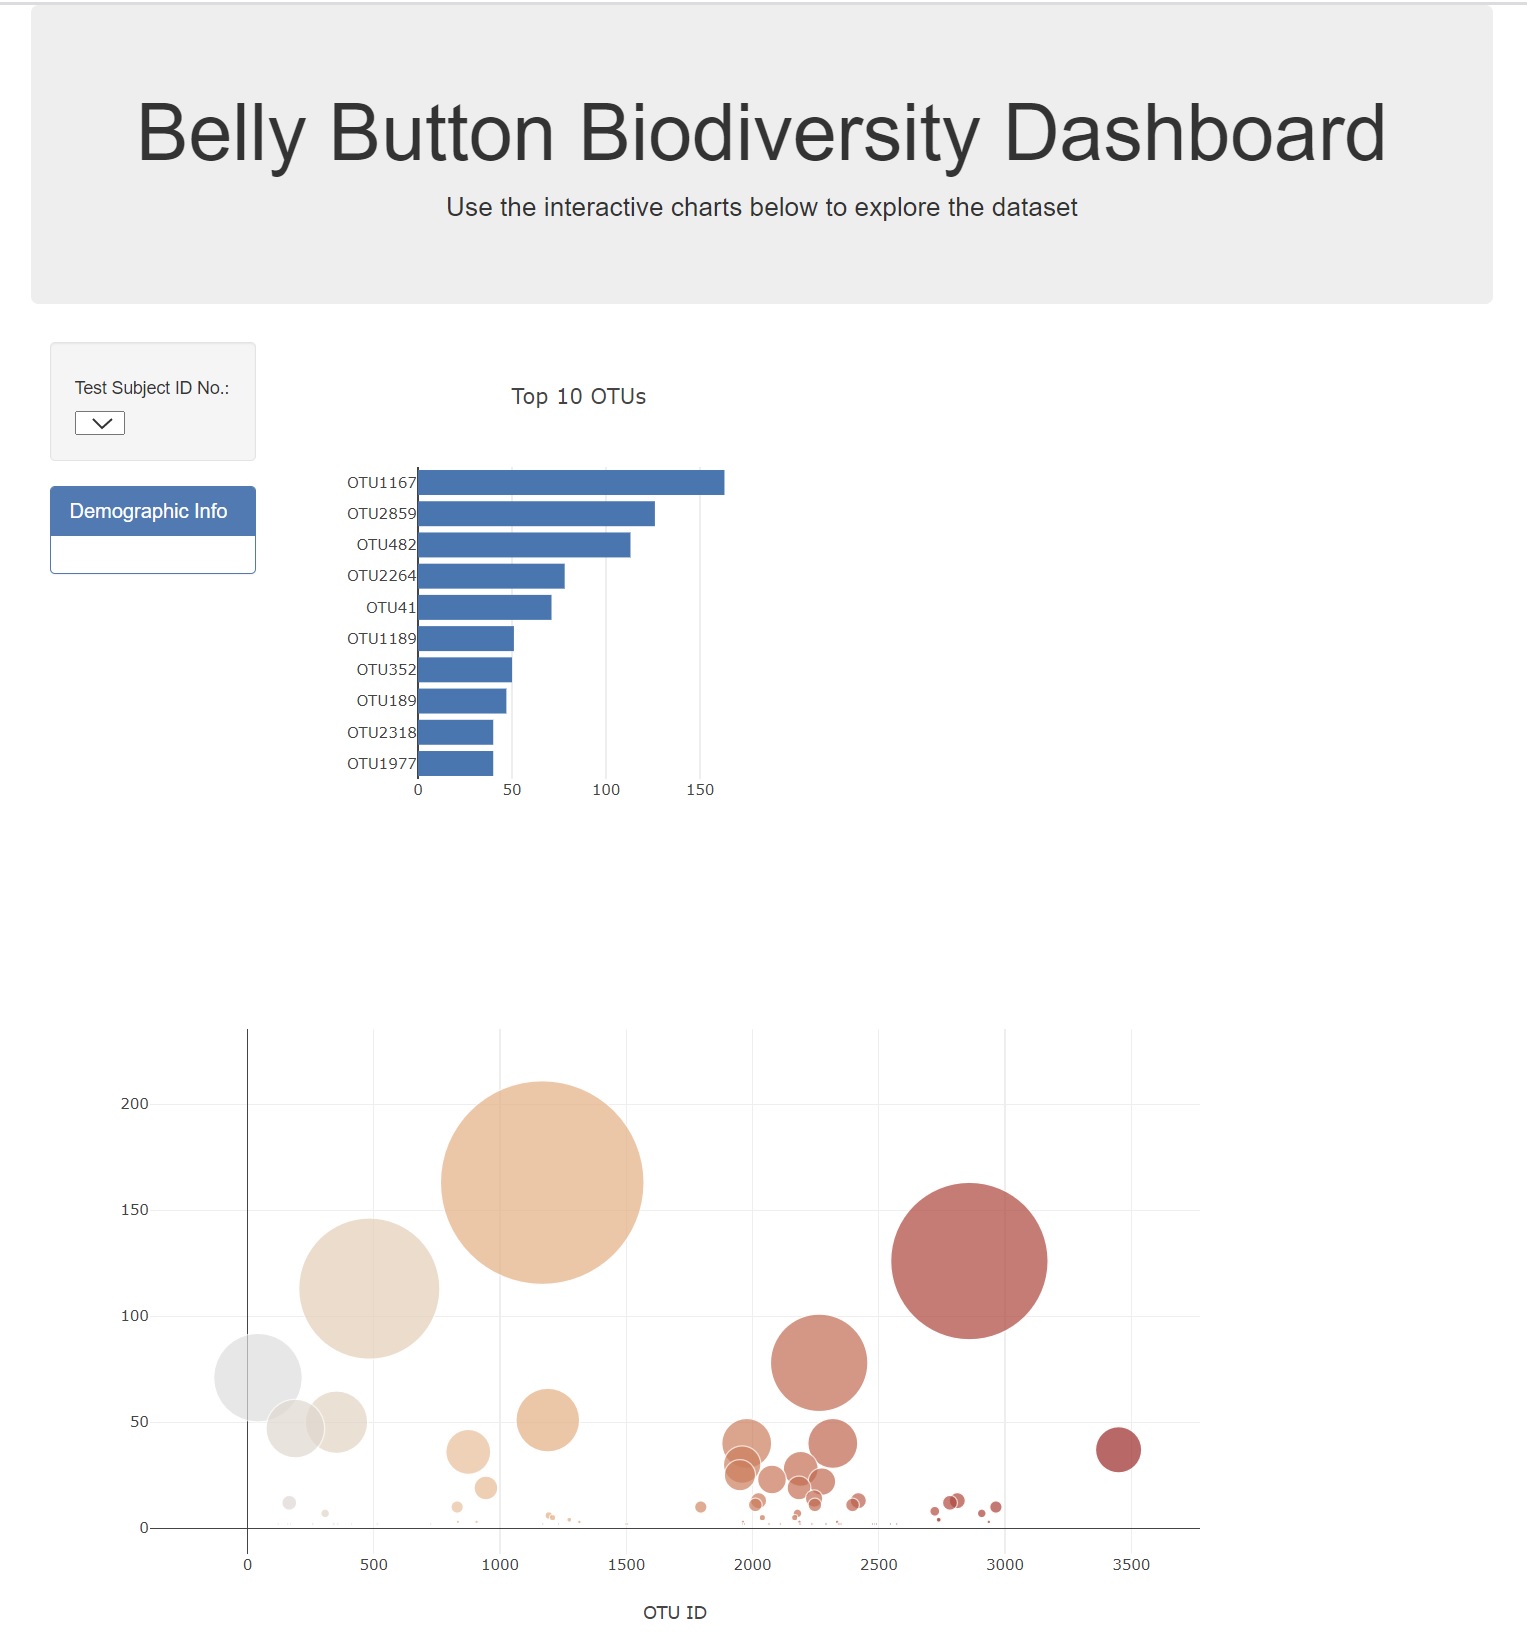 Belly Button Biodiversity Dashboard
Use the interactive charts below to explore the dataset
Test Subject ID No.:
Demographic Info
Top 10 OTUs
OTU1167
OTU2859
OTU482
OTU2264
OTU41
OTU1189
OTU352
OTU189
OTU2318
OTU1977
0 50 100 150
200
150
100
50
0
0 500 1000 1500 2000 2500 3000 3500
OTU ID